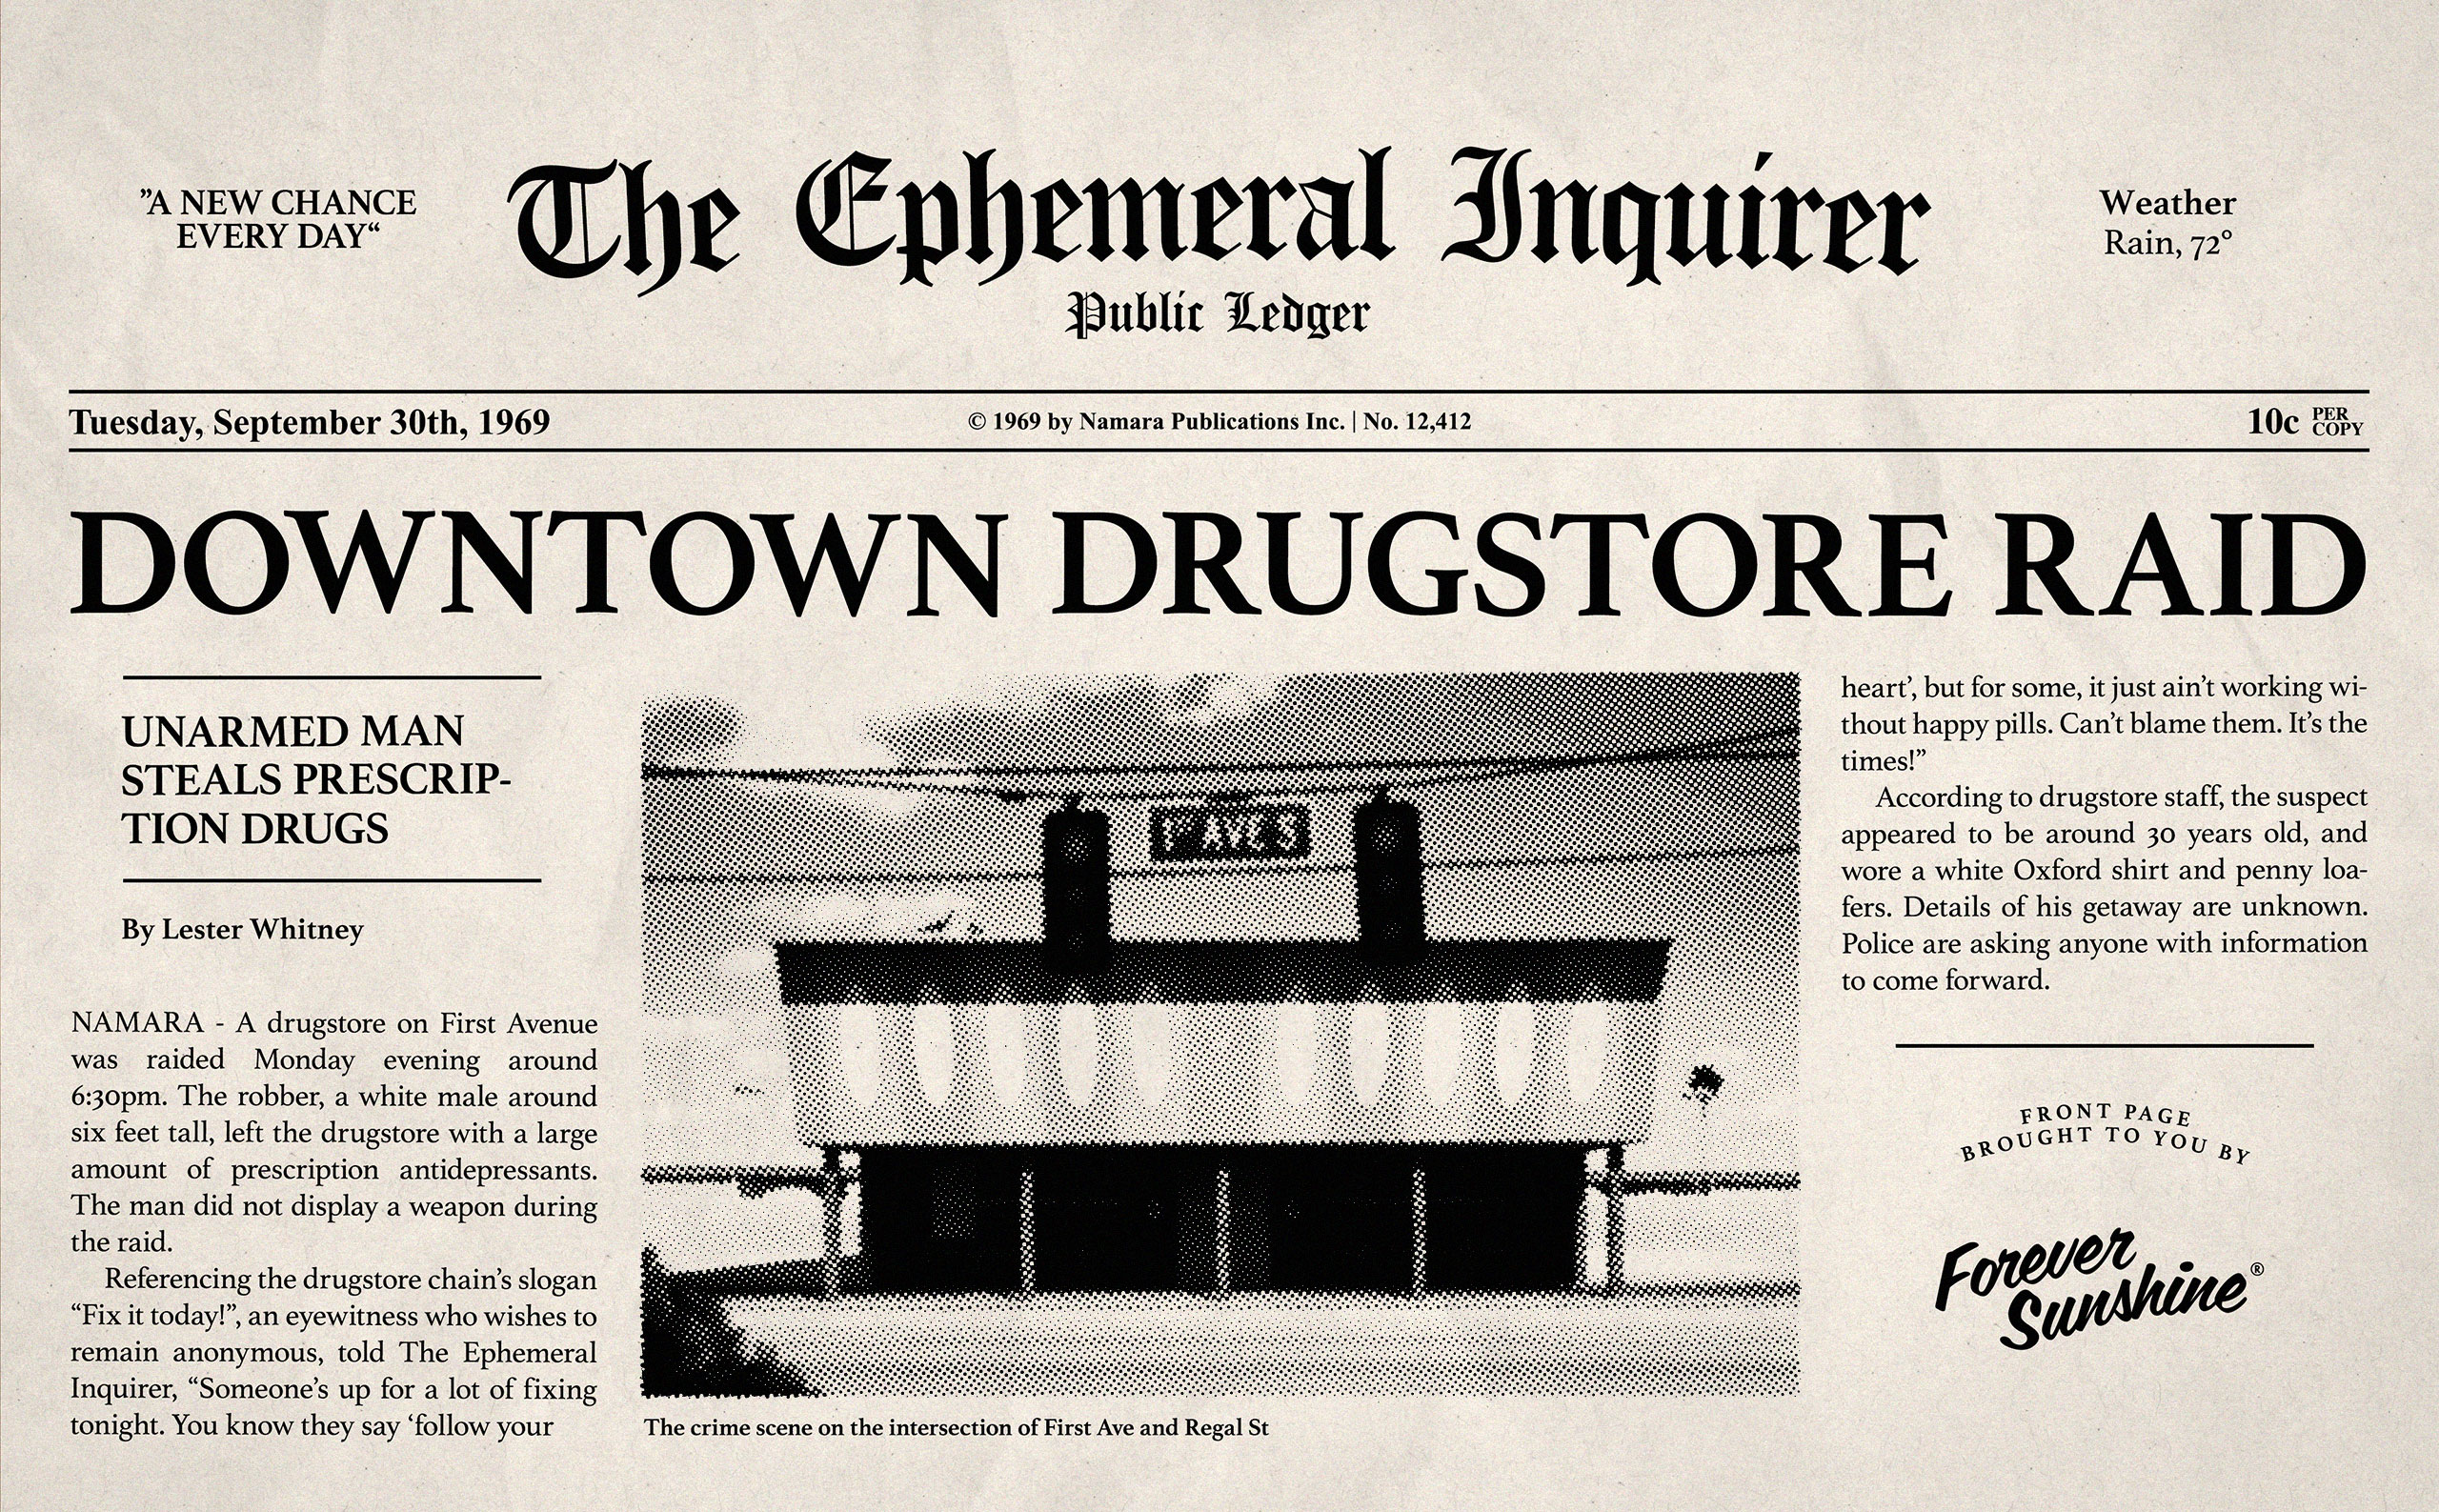 ”A NEW CHANCE
EVERY DAY“
The Ephemeral Inquirer
Public Ledger
Weather
Rain, 72°
Tuesday, September 30th, 1969
© 1969 by Namara Publications Inc. | No. 12,412
10c PER
COPY
DOWNTOWN DRUGSTORE RAID
UNARMED MAN
STEALS PRESCRIP-
TION DRUGS
By Lester Whitney
NAMARA - A drugstore on First Avenue
was raided Monday evening around
6:30pm. The robber, a white male around
six feet tall, left the drugstore with a large
amount of prescription antidepressants.
The man did not display a weapon during
the raid.
Referencing the drugstore chain’s slogan
“Fix it today!”, an eyewitness who wishes to
remain anonymous, told The Ephemeral
Inquirer, “Someone’s up for a lot of fixing
tonight. You know they say ‘follow your
1st AVE S
The crime scene on the intersection of First Ave and Regal St
heart’, but for some, it just ain’t working wi-
thout happy pills. Can’t blame them. It’s the
times!”
According to drugstore staff, the suspect
appeared to be around 30 years old, and
wore a white Oxford shirt and penny loa-
fers. Details of his getaway are unknown.
Police are asking anyone with information
to come forward.
FRONT PAGE
BROUGHT TO YOU BY
Forever
Sunshine®